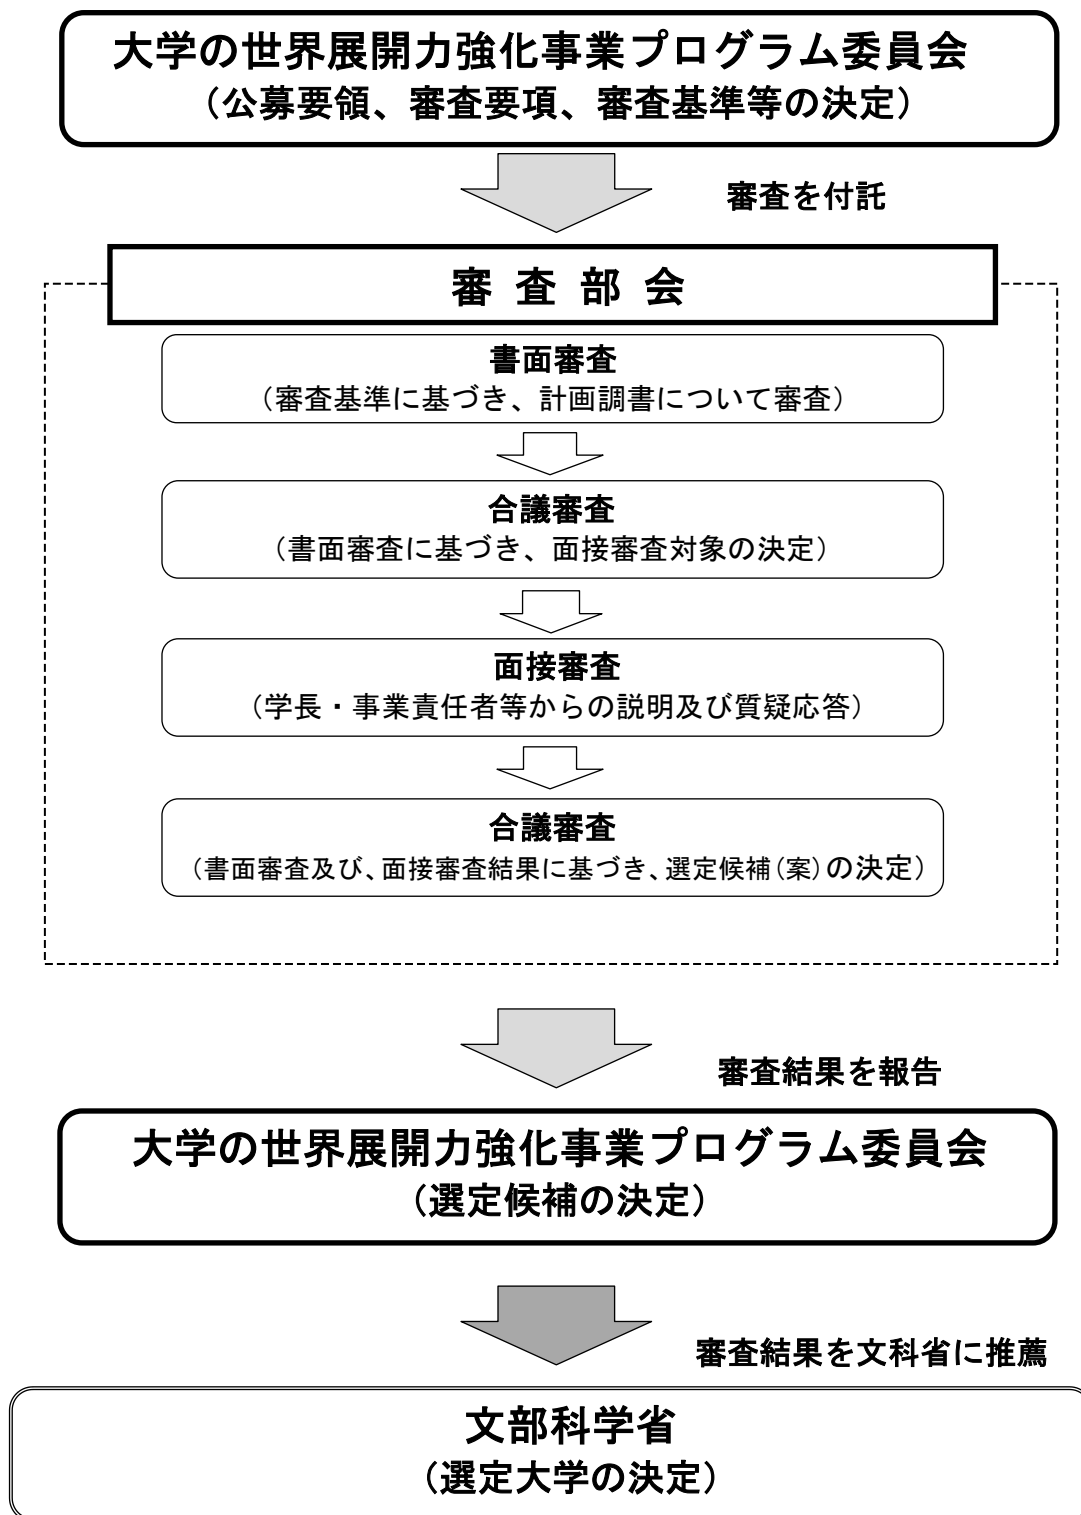 大学の世界展開力強化事業プログラム委員会
（公募要領、審査要項、審査基準等の決定）
審査を付託
審査部会
書面審査
（審査基準に基づき、計画調書について審査）
合議審査
（書面審査に基づき、面接審査対象の決定）
面接審査
（学長・事業責任者等からの説明及び質疑応答）
合議審査
（書面審査及び、面接審査結果に基づき、選定候補（案）の決定）
審査結果を報告
大学の世界展開力強化事業プログラム委員会
（選定候補の決定）
審査結果を文科省に推薦
文部科学省
（選定大学の決定）